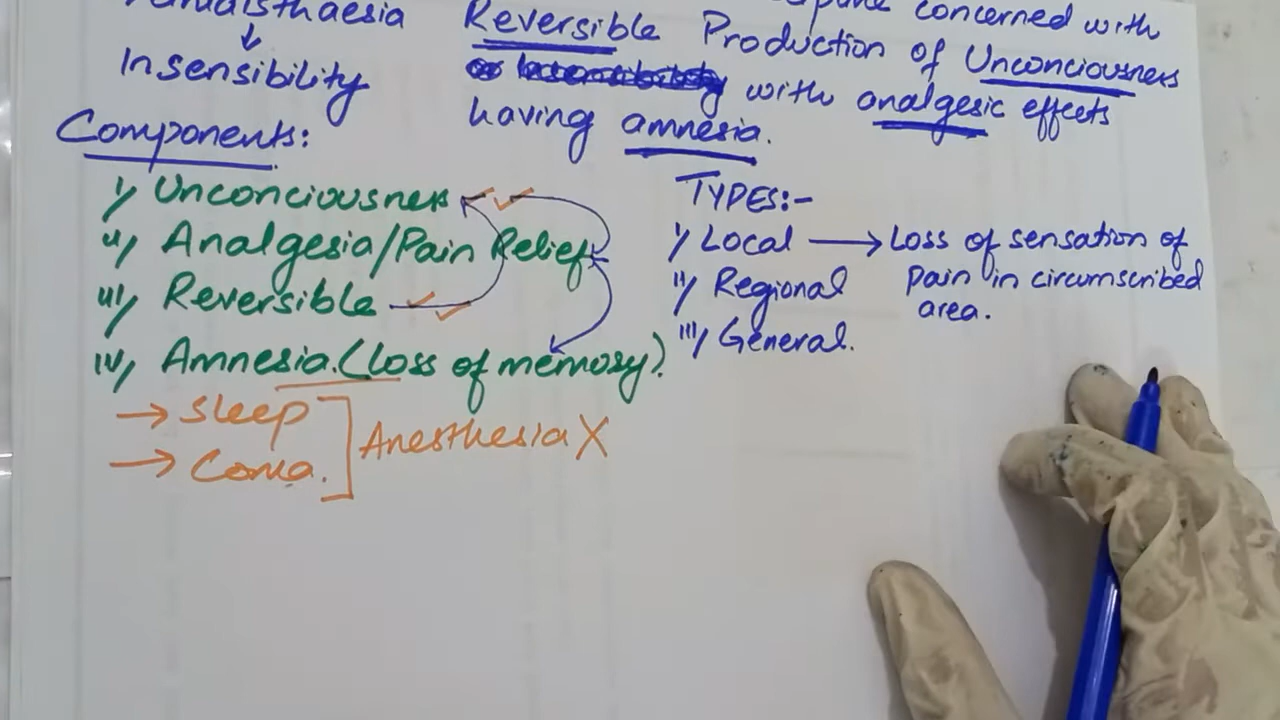 concerned with
Insensibility
Reversible Production of Unconciousness
with analgesic effects
having amnesia.
Components:
i) Unconciousness
ii) Analgesia/Pain Relief
iii) Reversible
iv) Amnesia.(Loss of memory).
→ Sleep
→ Coma.
Anesthesia X
TYPES:-
i) Local → Loss of sensation of
pain in circumscribed
area.
ii) Regional
iii) General.